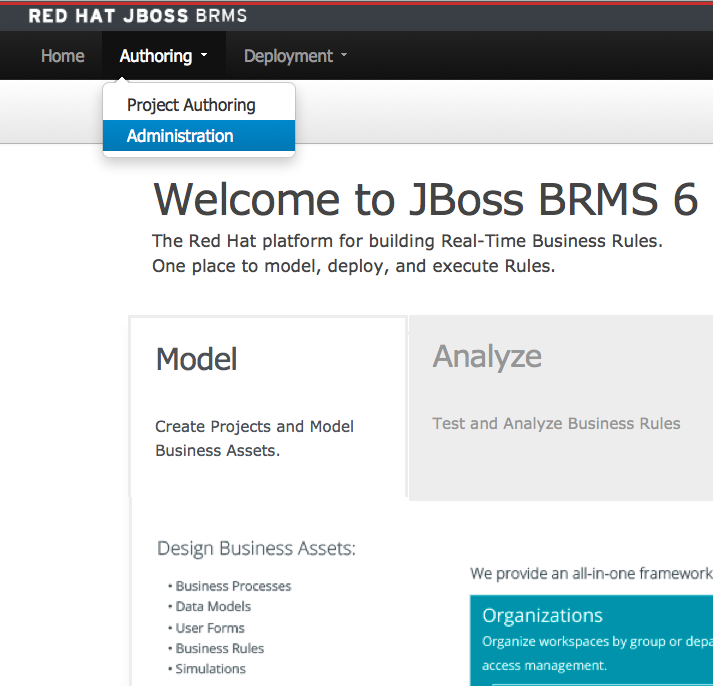 RED HAT JBOSS BRMS
Home Authoring Deployment
Project Authoring
Administration
Welcome to JBoss BRMS 6
The Red Hat platform for building Real-Time Business Rules.
One place to model, deploy, and execute Rules.
Model
Create Projects and Model
Business Assets.
Analyze
Test and Analyze Business Rules
Design Business Assets:
• Business Processes
• Data Models
• User Forms
• Business Rules
• Simulations
We provide an all-in-one framework
Organizations
Organize workspaces by group or depa
access management.